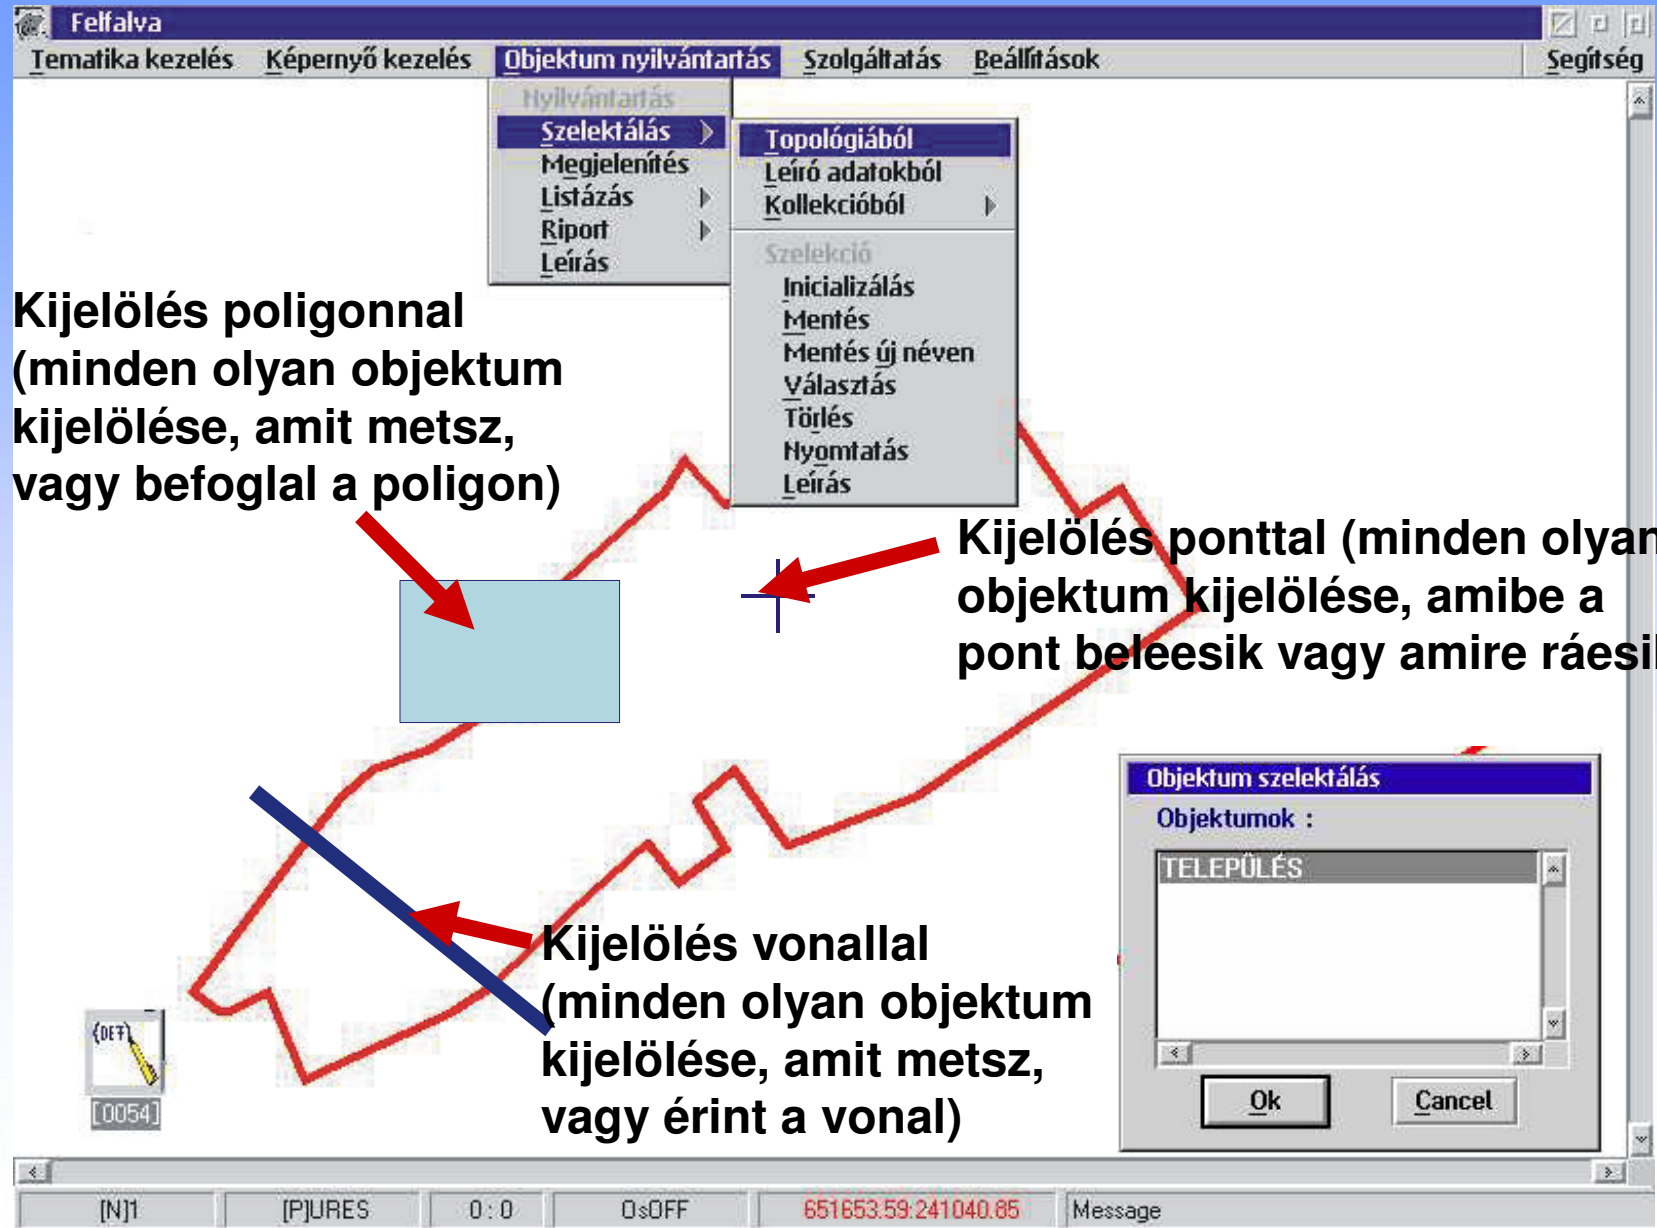 Felfalva
Tematika kezelés Képernyő kezelés Objektum nyilvántartás Szolgáltatás Beállítások Segítség
Nyilvántartás
Szelektálás
Megjelenítés
Listázás
Riport
Leírás
Topológiából
Leíró adatokból
Kollekcióból
Szelekció
Inicializálás
Mentés
Mentés új néven
Választás
Törlés
Nyomtatás
Leírás
Kijelölés poligonnal
(minden olyan objektum
kijelölése, amit metsz,
vagy befoglal a poligon)
Kijelölés ponttal (minden olyan
objektum kijelölése, amibe a
pont beleesik vagy amire ráesik
Kijelölés vonallal
(minden olyan objektum
kijelölése, amit metsz,
vagy érint a vonal)
Objektum szelektálás
Objektumok :
TELEPÜLÉS
Ok Cancel
{DET}
[0054]
[N]1 [P]URES 0 : 0 OsOFF 651653.59:241040.85 Message